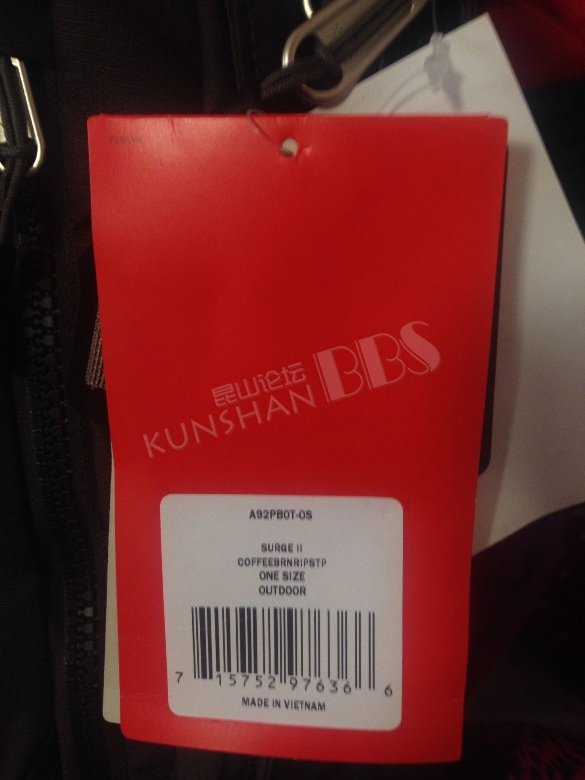 昆山论坛 BBS
KUNSHAN
A92PB0T-OS
SURGE II
COFFEEBRNRIPSTP
ONE SIZE
OUTDOOR
7 15752 97636 6
MADE IN VIETNAM